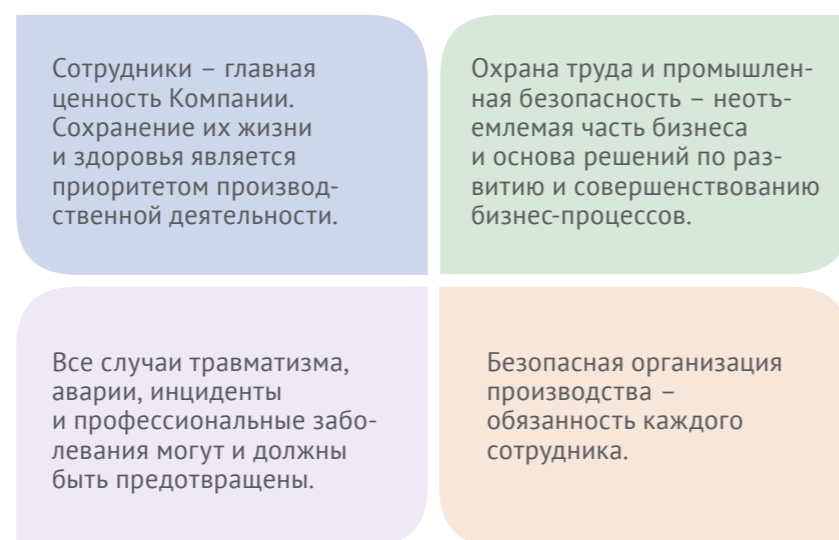 Сотрудники – главная
ценность Компании.
Сохранение их жизни
и здоровья является
приоритетом производ-
ственной деятельности.
Охрана труда и промышлен-
ная безопасность – неотъ-
емлемая часть бизнеса
и основа решений по раз-
витию и совершенствованию
бизнес-процессов.
Все случаи травматизма,
аварии, инциденты
и профессиональные забо-
левания могут и должны
быть предотвращены.
Безопасная организация
производства –
обязанность каждого
сотрудника.